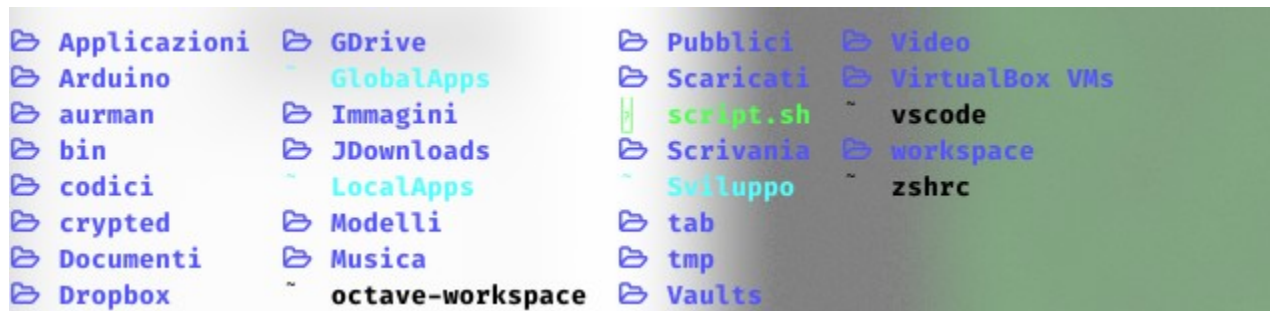 Applicazioni GDrive Pubblici Video
Arduino ~ GlobalApps Scaricati VirtualBox VMs
aurman Immagini script.sh ~ vscode
bin JDownloads Scrivania workspace
codici ~ LocalApps ~ Sviluppo ~ zshrc
crypted Modelli tab
Documenti Musica tmp
Dropbox ~ octave-workspace Vaults